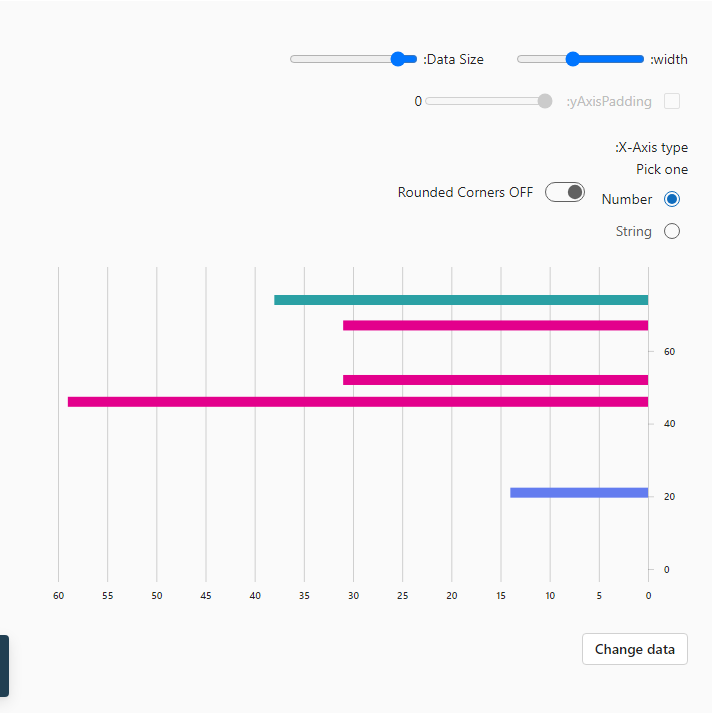 :width
:Data Size
:yAxisPadding
0
:X-Axis type
Pick one
Number
String
Rounded Corners OFF
60
40
20
0
60 55 50 45 40 35 30 25 20 15 10 5 0
Change data